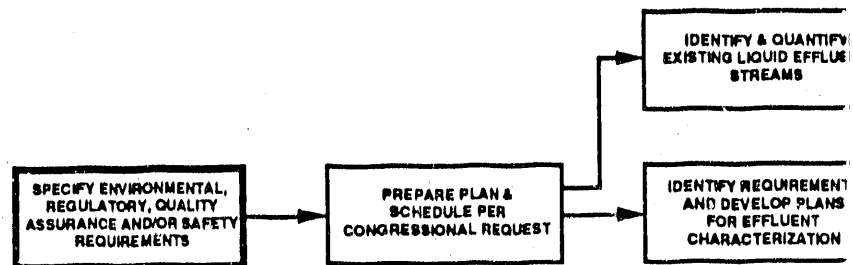 IDENTIFY & QUANTIFY
EXISTING LIQUID EFFLUE
STREAMS
SPECIFY ENVIRONMENTAL,
REGULATORY, QUALITY
ASSURANCE AND/OR SAFETY
REQUIREMENTS
PREPARE PLAN &
SCHEDULE PER
CONGRESSIONAL REQUEST
IDENTIFY REQUIREMENT
AND DEVELOP PLANS
FOR EFFLUENT
CHARACTERIZATION